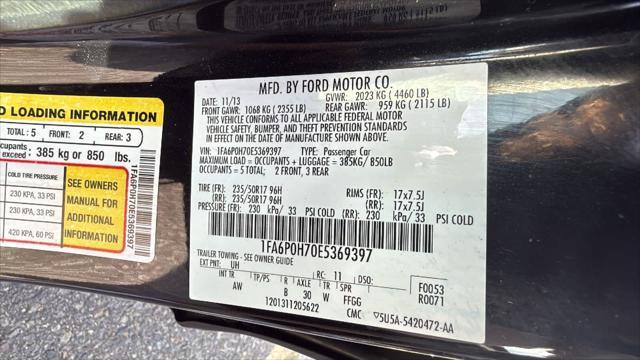 D LOADING INFORMATION
TOTAL: 5 FRONT: 2 REAR: 3
cupants
exceed : 385 kg or 850 lbs.
COLD TIRE PRESSURE
230 KPA, 33 PSI
230 KPA, 33 PSI
420 KPA, 60 PSI
SEE OWNERS
MANUAL FOR
ADDITIONAL
INFORMATION
1FA6P0H70E5369397
MFD. BY FORD MOTOR CO.
DATE: 11/13 GVWR: 2023 KG ( 4460 LB)
FRONT GAWR: 1068 KG ( 2355 LB) REAR GAWR: 959 KG ( 2115 LB)
THIS VEHICLE CONFORMS TO ALL APPLICABLE FEDERAL MOTOR
VEHICLE SAFETY, BUMPER, AND THEFT PREVENTION STANDARDS IN
EFFECT ON THE DATE OF MANUFACTURE SHOWN ABOVE.
VIN: 1FA6P0H70E5369397 TYPE: Passenger Car
MAXIMUM LOAD = OCCUPANTS + LUGGAGE = 385KG/ 850LB
OCCUPANTS = 5 TOTAL: 2 FRONT, 3 REAR
TIRE (FR): 235/50R17 96H RIMS (FR): 17x7.5J
(RR): 235/50R17 96H (RR): 17x7.5J
PRESSURE (FR): 230 kPa/ 33 PSI COLD (RR): 230 kPa/ 33 PSI COLD
1FA6P0H70E5369397
TRAILER TOWING - SEE OWNER GUIDE
EXT PNT: UH RC: 11 DSO: F0053
INT TR TP/PS R AXLE TR SPR R0071
AW B 30 W FFGG
1201311205622 CMC 5U5A-5420472-AA